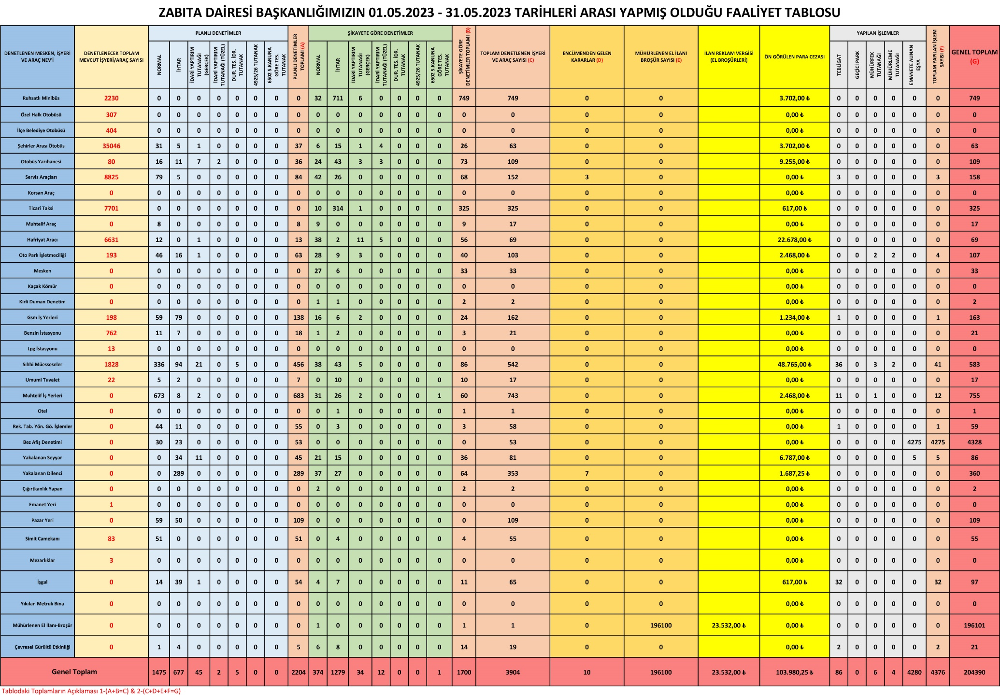 ZABITA DAİRESİ BAŞKANLIĞIMIZIN 01.05.2023 - 31.05.2023 TARİHLERİ ARASI YAPMIŞ OLDUĞU FAALİYET TABLOSU
DENETLENEN MESKEN, İŞYERİ VE ARAÇ NEV'İ
DENETLENECEK TOPLAM MEVCUT İŞYERİ/ARAÇ SAYISI
PLANLI DENETİMLER
NORMAL
İHTAR
İDARİ YAPTIRIM TUTANAĞI (GERÇEK)
İDARİ YAPTIRIM TUTANAĞI (TÜZEL)
DUR. TES. İDR. TUTANAK
4925/26 TUTANAK
6502 S.KANUNA GÖRE TES. TUTANAK
PLANLI DENETİMLER TOPLAMI (A)
ŞİKAYETE GÖRE DENETİMLER
NORMAL
İHTAR
İDARİ YAPTIRIM TUTANAĞI (GERÇEK)
İDARİ YAPTIRIM TUTANAĞI (TÜZEL)
DUR. TES. İDR. TUTANAK
4925/26 TUTANAK
6502 S.KANUNA GÖRE TES. TUTANAK
ŞİKAYETE GÖRE DENETİMLER TOPLAMI (B)
TOPLAM DENETLENEN İŞYERİ VE ARAÇ SAYISI (C)
ENCÜMENDEN GELEN KARARLAR (D)
MÜHÜRLENEN EL İLANI BROŞÜR SAYISI (E)
İLAN REKLAM VERGİSİ (EL BROŞÜRLERİ)
ÖN GÖRÜLEN PARA CEZASI
YAPILAN İŞLEMLER
TEBLİGAT
GEÇİCİ PARK
MÜHÜRFEK TUTANAĞI
MÜHÜRLEME TUTANAĞI
EMANETE ALINAN EŞYA
TOPLAM YAPILAN İŞLEM SAYISI (F)
GENEL TOPLAM (G)
Ruhsatlı Minibüs 2230 0 0 0 0 0 0 0 0 32 711 6 0 0 0 0 749 749 0 0 3.702,00 ₺ 0 0 0 0 0 0 749
Özel Halk Otobüsü 307 0 0 0 0 0 0 0 0 0 0 0 0 0 0 0 0 0 0 0 0,00 ₺ 0 0 0 0 0 0 0
İlçe Belediye Otobüsü 404 0 0 0 0 0 0 0 0 0 0 0 0 0 0 0 0 0 0 0 0,00 ₺ 0 0 0 0 0 0 0
Şehirler Arası Ötobüs 35046 31 5 1 0 0 0 0 37 6 15 1 4 0 0 0 26 63 0 0 3.702,00 ₺ 0 0 0 0 0 0 63
Otobüs Yazıhanesi 80 16 11 7 2 0 0 0 36 24 43 3 3 0 0 0 73 109 0 0 9.255,00 ₺ 0 0 0 0 0 0 109
Servis Araçları 8825 79 5 0 0 0 0 0 84 42 26 0 0 0 0 0 68 152 3 0 0,00 ₺ 3 0 0 0 0 3 158
Korsan Araç 0 0 0 0 0 0 0 0 0 0 0 0 0 0 0 0 0 0 0 0 0,00 ₺ 0 0 0 0 0 0 0
Ticari Taksi 7701 0 0 0 0 0 0 0 0 10 314 1 0 0 0 0 325 325 0 0 617,00 ₺ 0 0 0 0 0 0 325
Muhtelif Araç 0 8 0 0 0 0 0 0 8 9 0 0 0 0 0 0 9 17 0 0 0,00 ₺ 0 0 0 0 0 0 17
Hafriyat Aracı 6631 12 0 1 0 0 0 0 13 38 2 11 5 0 0 0 56 69 0 0 22.678,00 ₺ 0 0 0 0 0 0 69
Oto Park İşletmeciliği 193 46 16 1 0 0 0 0 63 28 9 3 0 0 0 0 40 103 0 0 2.468,00 ₺ 0 0 2 2 0 4 107
Mesken 0 0 0 0 0 0 0 0 0 27 6 0 0 0 0 0 33 33 0 0 0,00 ₺ 0 0 0 0 0 0 33
Kaçak Kömür 0 0 0 0 0 0 0 0 0 0 0 0 0 0 0 0 0 0 0 0 0,00 ₺ 0 0 0 0 0 0 0
Kirli Duman Denetim 0 0 0 0 0 0 0 0 0 1 1 0 0 0 0 0 2 2 0 0 0,00 ₺ 0 0 0 0 0 0 2
Gsm İş Yerleri 198 59 79 0 0 0 0 0 138 16 6 2 0 0 0 0 24 162 0 0 1.234,00 ₺ 1 0 0 0 0 1 163
Benzin İstasyonu 762 11 7 0 0 0 0 0 18 1 2 0 0 0 0 0 3 21 0 0 0,00 ₺ 0 0 0 0 0 0 21
Lpg İstasyonu 13 0 0 0 0 0 0 0 0 0 0 0 0 0 0 0 0 0 0 0 0,00 ₺ 0 0 0 0 0 0 0
Sıhhi Müesseseler 1828 336 94 21 0 5 0 0 456 38 43 5 0 0 0 0 86 542 0 0 48.765,00 ₺ 36 0 3 2 0 41 583
Umumi Tuvalet 22 5 2 0 0 0 0 0 7 0 10 0 0 0 0 0 10 17 0 0 0,00 ₺ 0 0 0 0 0 0 17
Muhtelif İş Yerleri 0 673 8 2 0 0 0 0 683 31 26 2 0 0 0 1 60 743 0 0 2.468,00 ₺ 11 0 1 0 0 12 755
Otel 0 0 0 0 0 0 0 0 0 0 1 0 0 0 0 0 1 1 0 0 0,00 ₺ 0 0 0 0 0 0 1
Rek. Tab. Yön. Gö. İşlemler 0 44 11 0 0 0 0 0 55 0 3 0 0 0 0 0 3 58 0 0 0,00 ₺ 1 0 0 0 0 1 59
Bez Afiş Denetimi 0 30 23 0 0 0 0 0 53 0 0 0 0 0 0 0 0 53 0 0 0,00 ₺ 0 0 0 0 4275 4275 4328
Yakalanan Seyyar 0 0 34 11 0 0 0 0 45 21 15 0 0 0 0 0 36 81 0 0 6.787,00 ₺ 0 0 0 0 5 5 86
Yakalanan Dilenci 0 0 289 0 0 0 0 0 289 37 27 0 0 0 0 0 64 353 7 0 1.687,25 ₺ 0 0 0 0 0 0 360
Çığırtkanlık Yapan 0 0 0 0 0 0 0 0 0 2 0 0 0 0 0 0 2 2 0 0 0,00 ₺ 0 0 0 0 0 0 2
Emanet Yeri 1 0 0 0 0 0 0 0 0 0 0 0 0 0 0 0 0 0 0 0 0,00 ₺ 0 0 0 0 0 0 0
Pazar Yeri 0 59 50 0 0 0 0 0 109 0 0 0 0 0 0 0 0 109 0 0 0,00 ₺ 0 0 0 0 0 0 109
Simit Camekanı 83 51 0 0 0 0 0 0 51 0 4 0 0 0 0 0 4 55 0 0 0,00 ₺ 0 0 0 0 0 0 55
Mezarlıklar 3 0 0 0 0 0 0 0 0 0 0 0 0 0 0 0 0 0 0 0 0,00 ₺ 0 0 0 0 0 0 0
İşgal 0 14 39 1 0 0 0 0 54 4 7 0 0 0 0 0 11 65 0 0 617,00 ₺ 32 0 0 0 0 32 97
Yıkılan Metruk Bina 0 0 0 0 0 0 0 0 0 0 0 0 0 0 0 0 0 0 0 0 0,00 ₺ 0 0 0 0 0 0 0
Mühürlenen El İlanı-Broşür 0 0 0 0 0 0 0 0 0 1 0 0 0 0 0 0 1 1 0 196100 23.532,00 ₺ 0,00 ₺ 0 0 0 0 0 0 196101
Çevresel Gürültü Etkinliği 0 1 4 0 0 0 0 0 5 6 8 0 0 0 0 0 14 19 0 0 0,00 ₺ 2 0 0 0 0 2 21
Genel Toplam 1475 677 45 2 5 0 0 2204 374 1279 34 12 0 0 1 1700 3904 10 196100 23.532,00 ₺ 103.980,25 ₺ 86 0 6 4 4280 4376 204390
Tablodaki Toplamların Açıklaması 1-(A+B=C) & 2-(C+D+E+F=G)